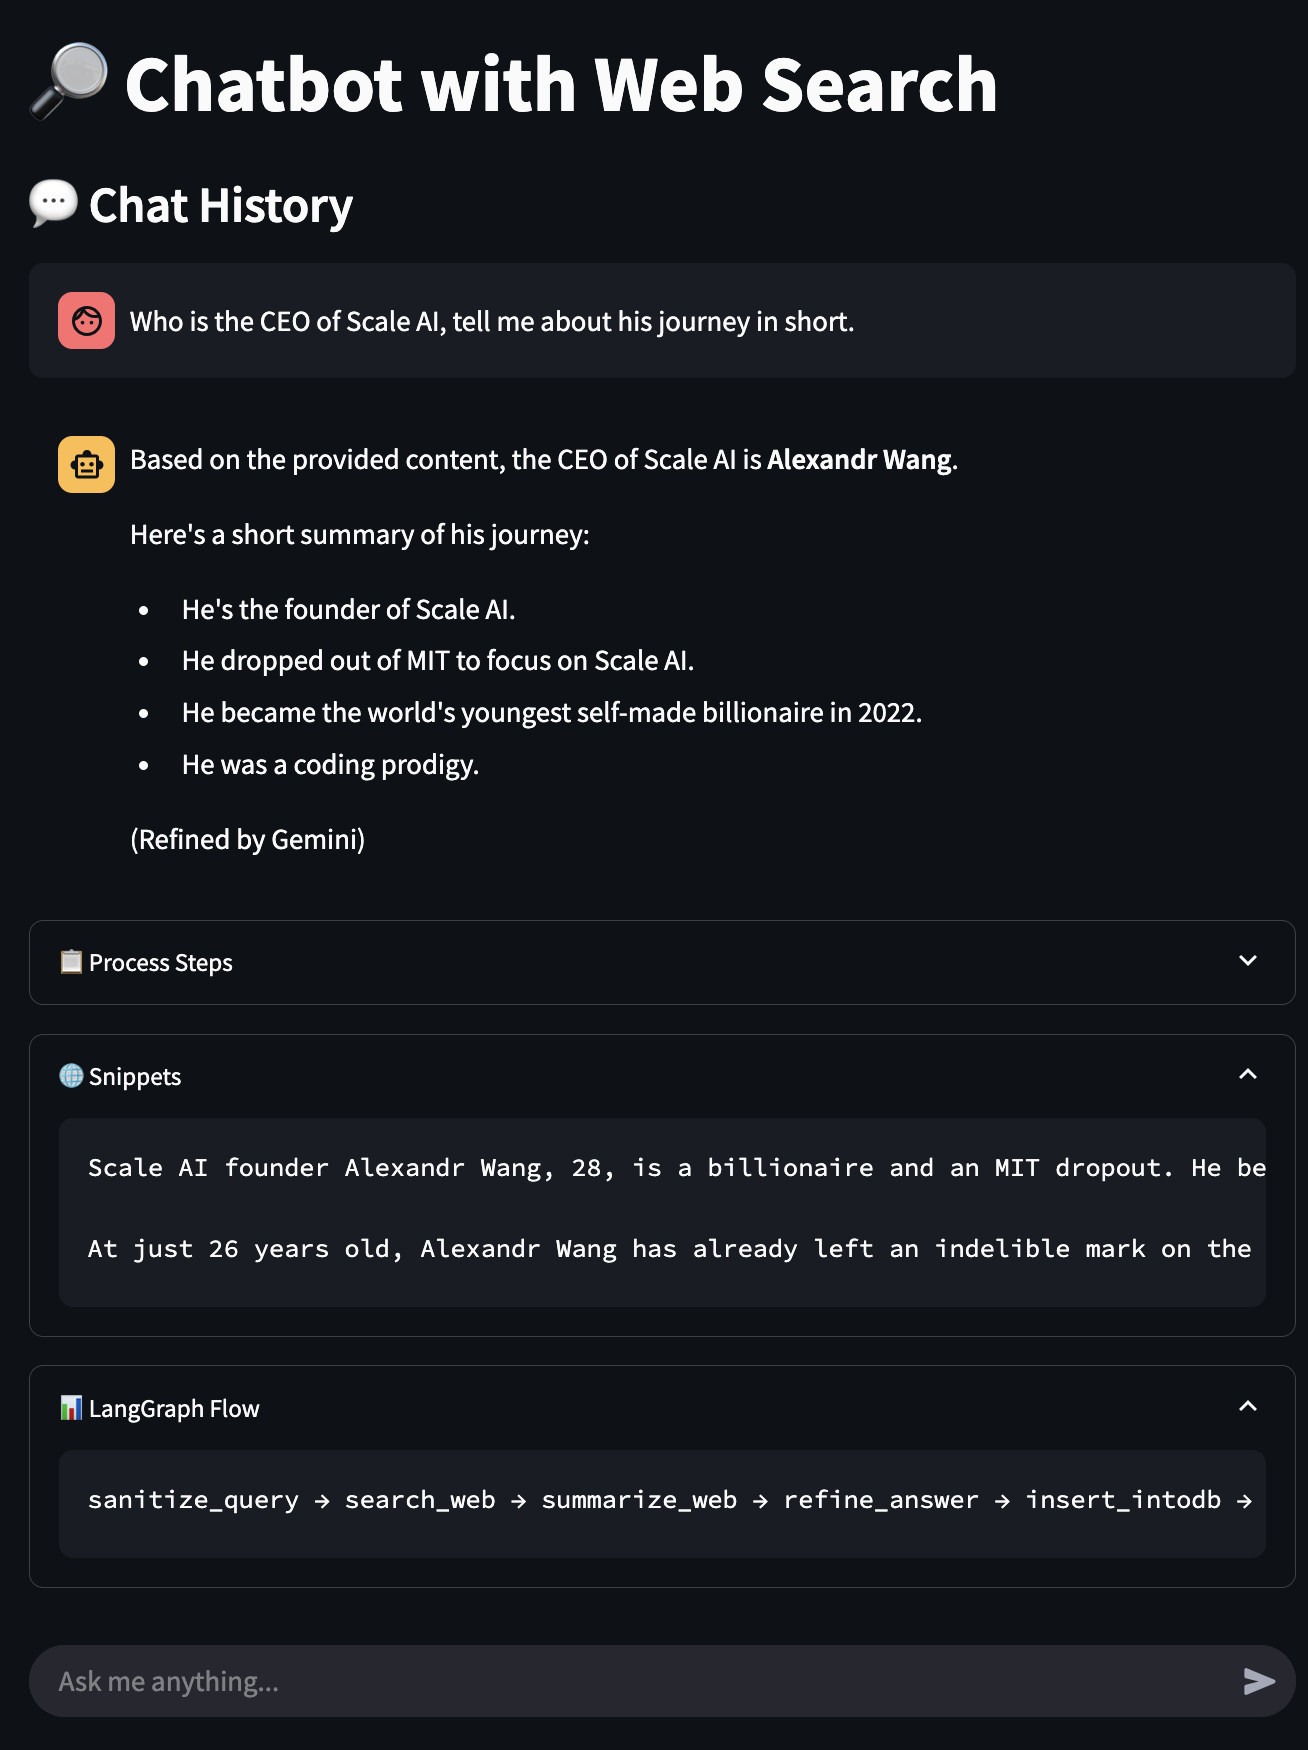 Chatbot with Web Search
Chat History
Who is the CEO of Scale AI, tell me about his journey in short.
Based on the provided content, the CEO of Scale AI is Alexandr Wang.
Here's a short summary of his journey:
• He's the founder of Scale AI.
• He dropped out of MIT to focus on Scale AI.
• He became the world's youngest self-made billionaire in 2022.
• He was a coding prodigy.
(Refined by Gemini)
Process Steps
Snippets
Scale AI founder Alexandr Wang, 28, is a billionaire and an MIT dropout. He be
At just 26 years old, Alexandr Wang has already left an indelible mark on the
LangGraph Flow
sanitize_query → search_web → summarize_web → refine_answer → insert_intodb →
Ask me anything...